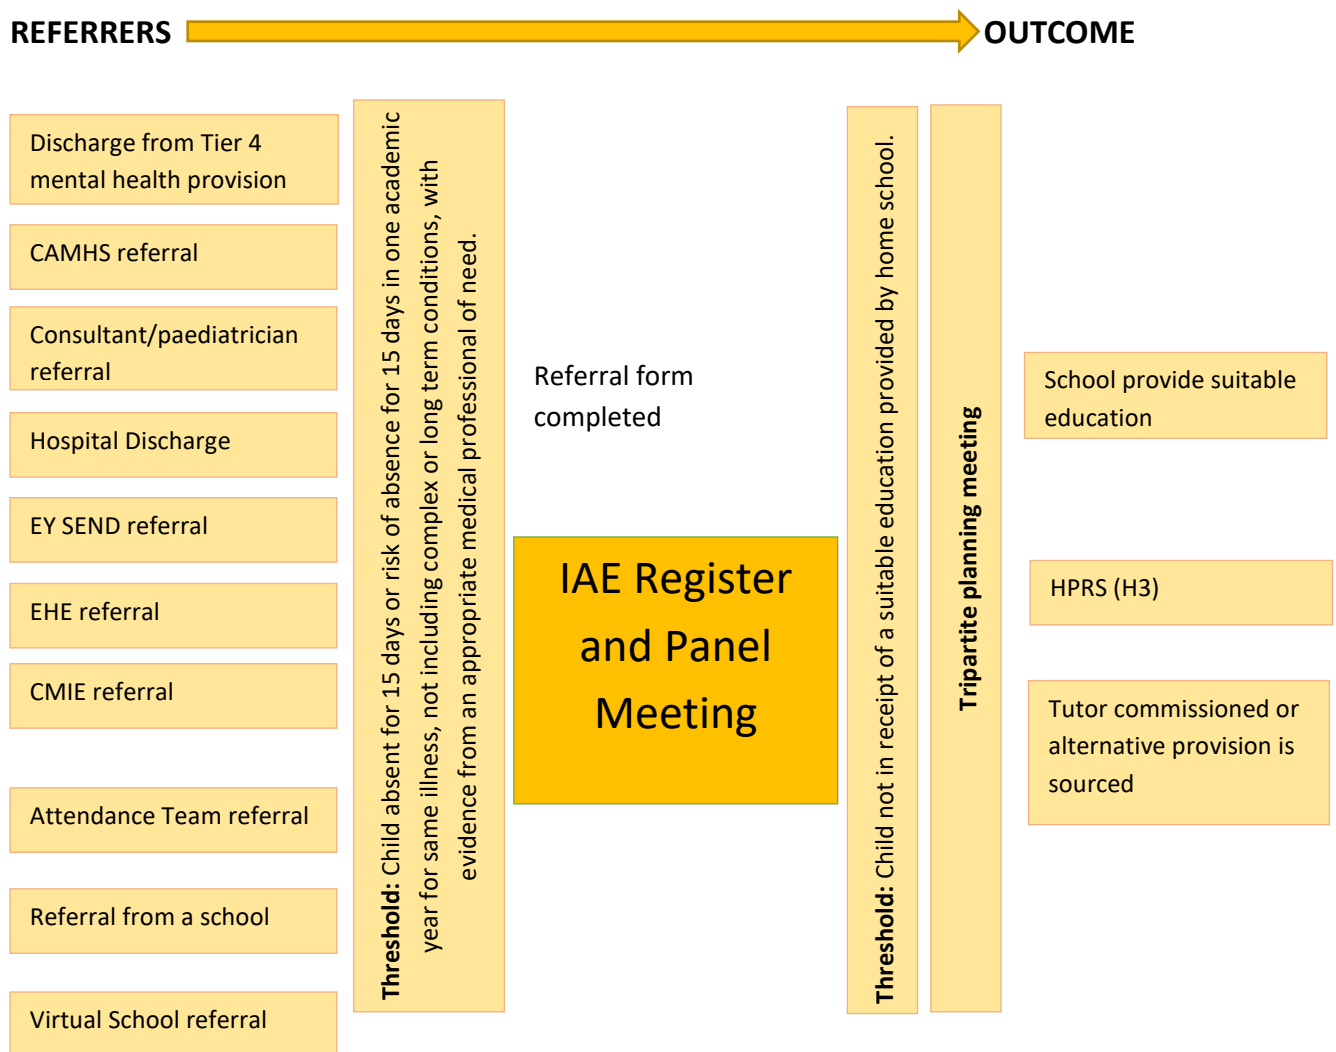 REFERRERS
OUTCOME
Discharge from Tier 4
mental health provision
CAMHS referral
Consultant/paediatrician
referral
Hospital Discharge
EY SEND referral
EHE referral
CMIE referral
Attendance Team referral
Referral from a school
Virtual School referral
Threshold: Child absent for 15 days or risk of absence for 15 days in one academic
year for same illness, not including complex or long term conditions, with
evidence from an appropriate medical professional of need.
Referral form
completed
IAE Register
and Panel
Meeting
Threshold: Child not in receipt of a suitable education provided by home school.
Tripartite planning meeting
School provide suitable
education
HPRS (H3)
Tutor commissioned or
alternative provision is
sourced